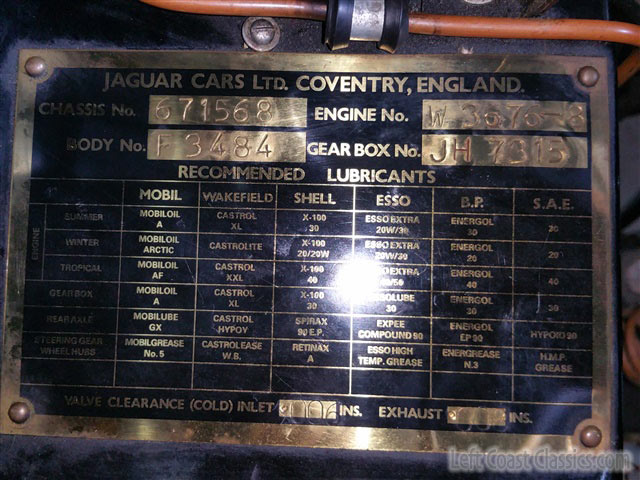 JAGUAR CARS LTD. COVENTRY, ENGLAND.
CHASSIS No. 671568 ENGINE No. W 3676-8
BODY No. F 3484 GEAR BOX No. JH 7315
RECOMMENDED LUBRICANTS
MOBIL WAKEFIELD SHELL ESSO B.P. S.A.E.
ENGINE
SUMMER MOBILOIL A CASTROL XL X-100 30 ESSO EXTRA 20W/30 ENERGOL 30 30
WINTER MOBILOIL ARCTIC CASTROLITE X-100 20/20W ESSO EXTRA 20W/30 ENERGOL 20 20
TROPICAL MOBILOIL AF CASTROL XXL X-100 40 ESSO EXTRA ENERGOL 40 40
GEARBOX MOBILOIL A CASTROL XL X-100 30 ESSOLUBE 30 ENERGOL 30 30
REAR AXLE MOBILUBE GX CASTROL HYPOY SPIRAX 90 E.P. EXPEE COMPOUND 90 ENERGOL EP 90 HYPOID 90
STEERING GEAR WHEEL HUBS MOBILGREASE No. 5 CASTROLEASE W.B. RETINAX A ESSO HIGH TEMP. GREASE ENERGREASE N.3 H.M.P. GREASE
VALVE CLEARANCE (COLD) INLET INS. EXHAUST INS.
Left Coast Classics.com